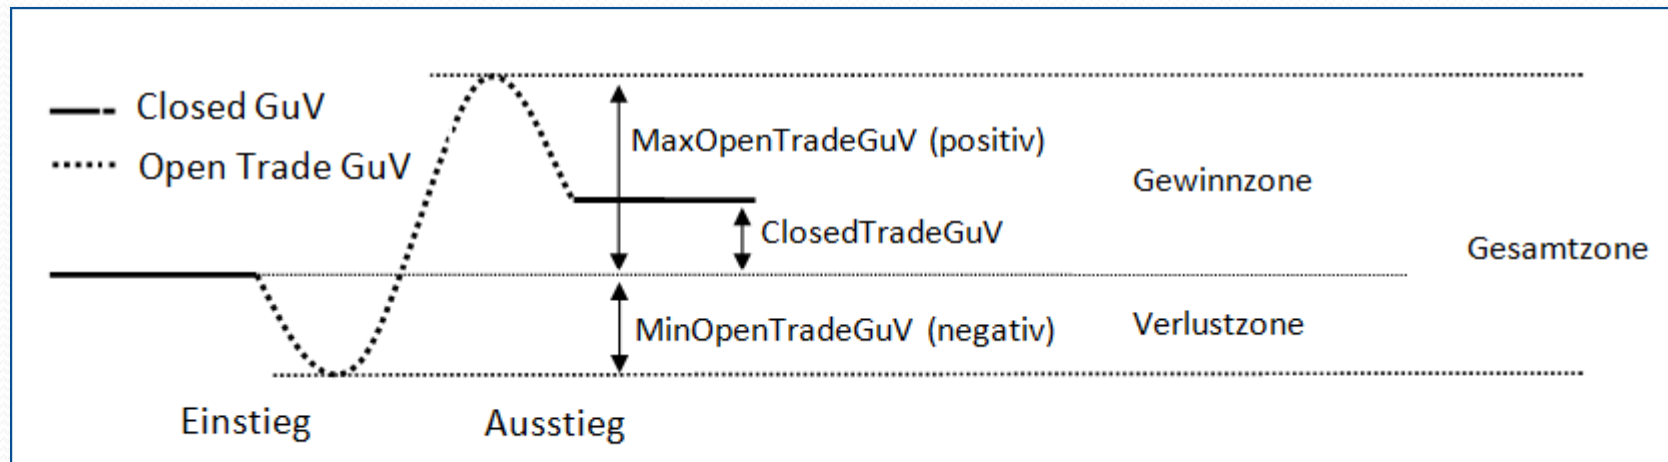 Closed GuV
Open Trade GuV
MaxOpenTradeGuV (positiv)
Gewinnzone
ClosedTradeGuV
Gesamtzone
MinOpenTradeGuV (negativ)
Verlustzone
Einstieg
Ausstieg